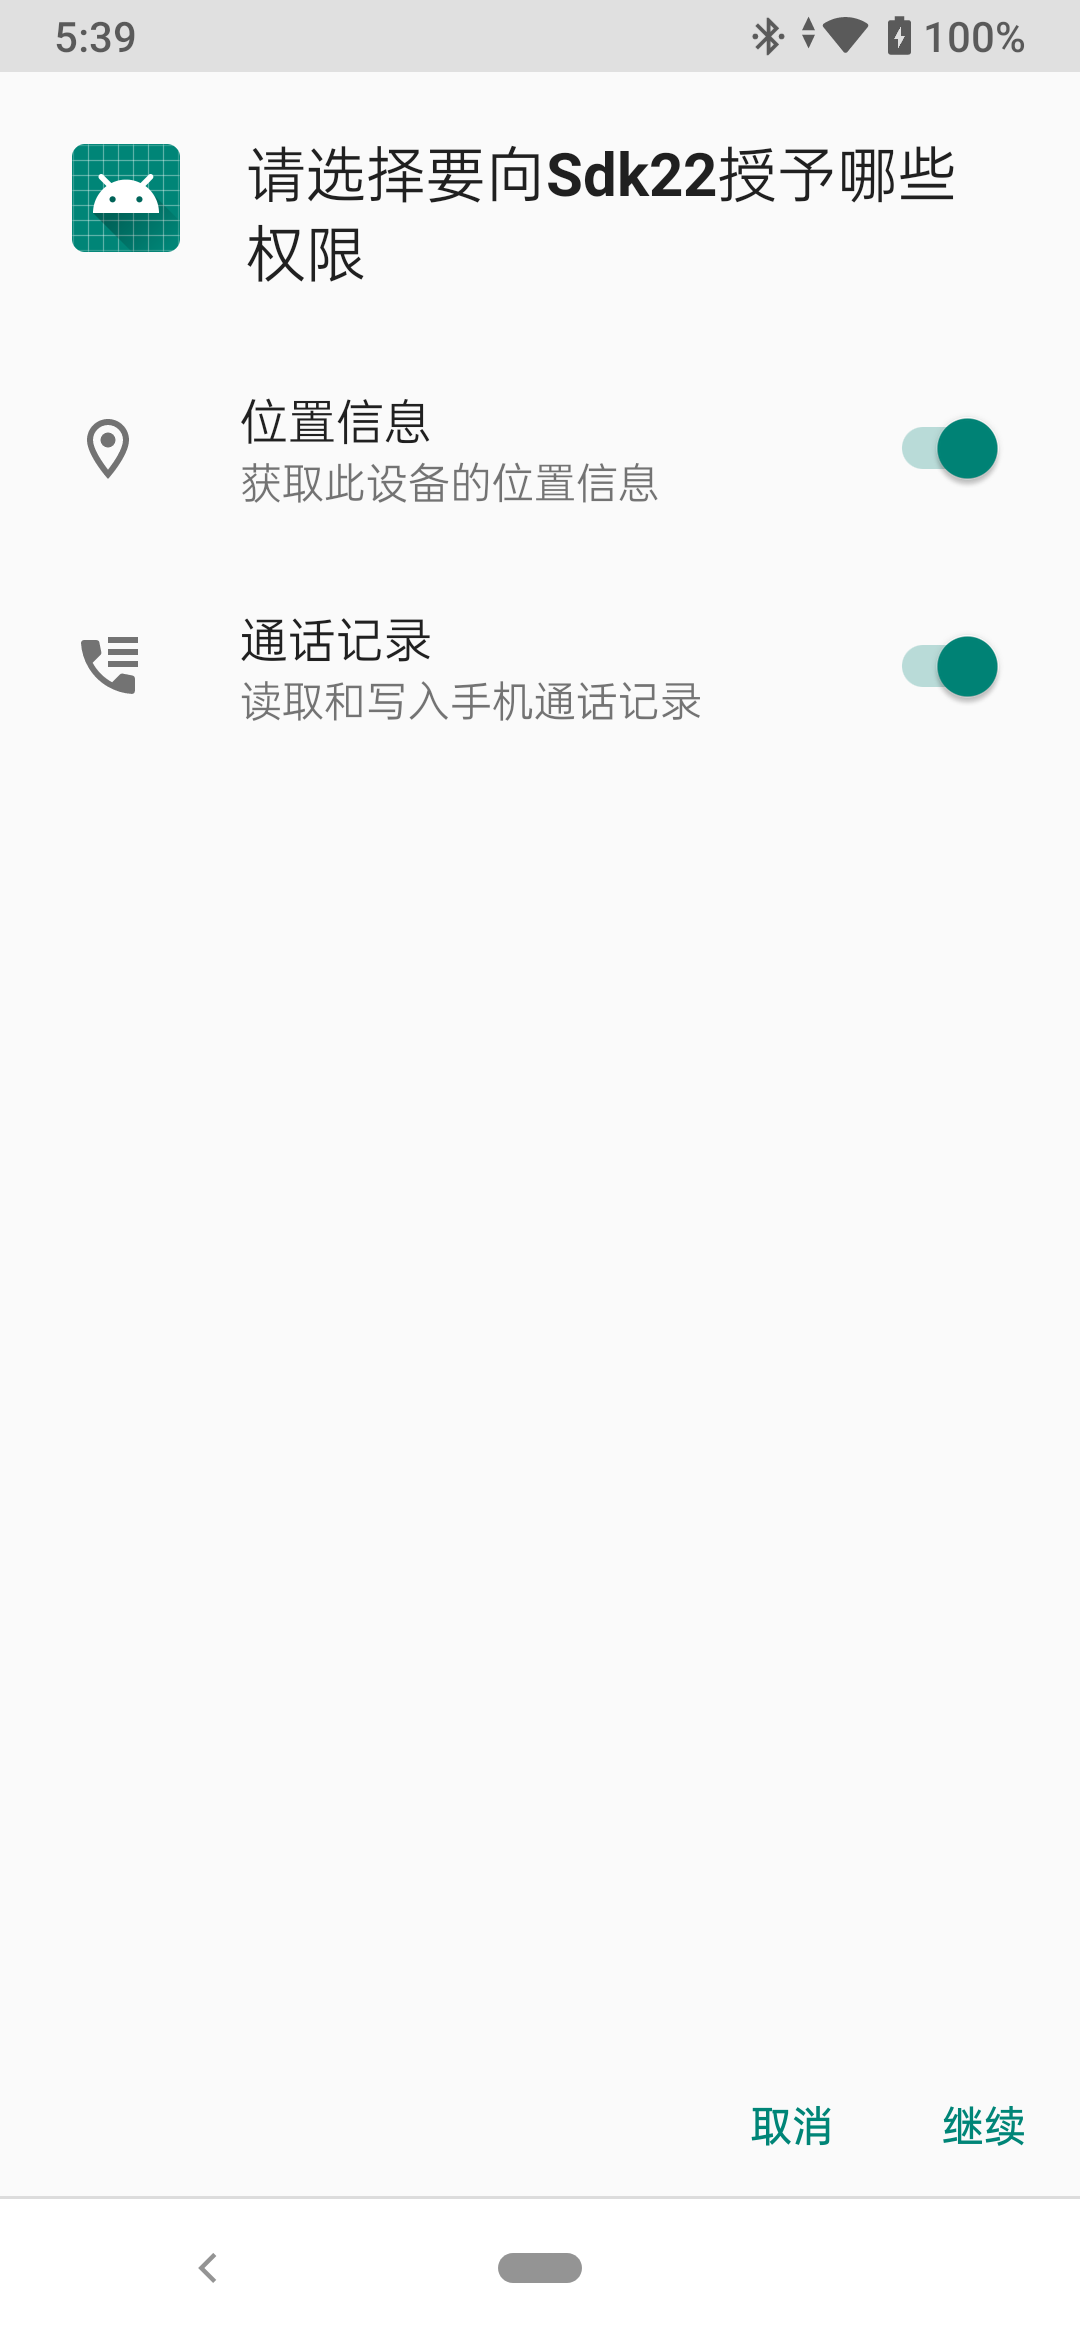 5:39
100%
请选择要向Sdk22授予哪些
权限
位置信息
获取此设备的位置信息
通话记录
读取和写入手机通话记录
取消
继续